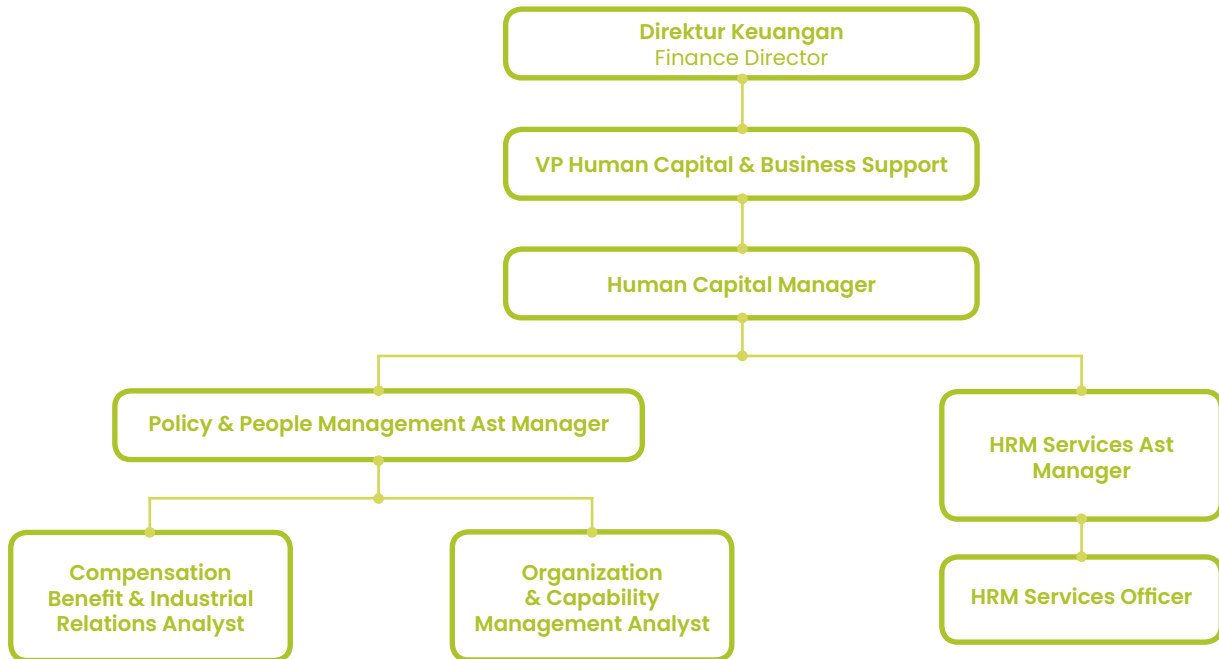 Direktur Keuangan
Finance Director
VP Human Capital & Business Support
Human Capital Manager
Policy & People Management Ast Manager
HRM Services Ast
Manager
Compensation
Benefit & Industrial
Relations Analyst
Organization
& Capability
Management Analyst
HRM Services Officer